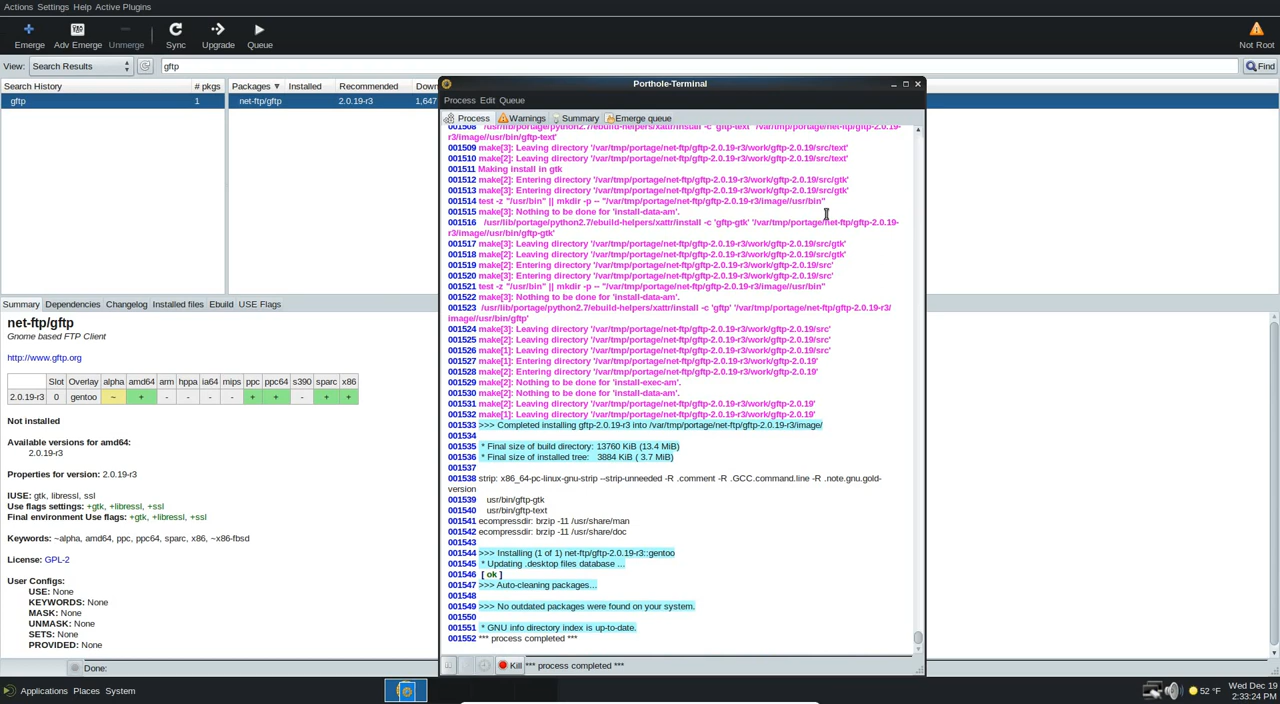 Actions Settings Help Active Plugins
Emerge Adv Emerge Unmerge Sync Upgrade Queue Not Root
View: Search Results gftp Find
Search History # pkgs Packages Installed Recommended Down
gftp 1 net-ftp/gftp 2.0.19-r3 1,647
Summary Dependencies Changelog Installed files Ebuild USE Flags
net-ftp/gftp
Gnome based FTP Client
http://www.gftp.org
Slot Overlay alpha amd64 arm hppa ia64 mips ppc ppc64 s390 sparc x86
2.0.19-r3 0 gentoo ~ + - - - - + + - + +
Not installed
Available versions for amd64:
2.0.19-r3
Properties for version: 2.0.19-r3
IUSE: gtk, libressl, ssl
Use flags settings: +gtk, +libressl, +ssl
Final environment Use flags: +gtk, +libressl, +ssl
Keywords: ~alpha, amd64, ppc, ppc64, sparc, x86, ~x86-fbsd
License: GPL-2
User Configs:
USE: None
KEYWORDS: None
MASK: None
UNMASK: None
SETS: None
PROVIDED: None
Done:
Porthole-Terminal
Process Edit Queue
Process Warnings Summary Emerge queue
001508 /usr/lib/portage/python2.7/ebuild-helpers/xattr/install -c 'gftp-text' '/var/tmp/portage/net-ftp/gftp-2.0.19-
r3/image//usr/bin/gftp-text'
001509 make[3]: Leaving directory '/var/tmp/portage/net-ftp/gftp-2.0.19-r3/work/gftp-2.0.19/src/text'
001510 make[2]: Leaving directory '/var/tmp/portage/net-ftp/gftp-2.0.19-r3/work/gftp-2.0.19/src/text'
001511 Making install in gtk
001512 make[2]: Entering directory '/var/tmp/portage/net-ftp/gftp-2.0.19-r3/work/gftp-2.0.19/src/gtk'
001513 make[3]: Entering directory '/var/tmp/portage/net-ftp/gftp-2.0.19-r3/work/gftp-2.0.19/src/gtk'
001514 test -z "/usr/bin" || mkdir -p -- "/var/tmp/portage/net-ftp/gftp-2.0.19-r3/image//usr/bin"
001515 make[3]: Nothing to be done for 'install-data-am'.
001516 /usr/lib/portage/python2.7/ebuild-helpers/xattr/install -c 'gftp-gtk' '/var/tmp/portage/net-ftp/gftp-2.0.19-
r3/image//usr/bin/gftp-gtk'
001517 make[3]: Leaving directory '/var/tmp/portage/net-ftp/gftp-2.0.19-r3/work/gftp-2.0.19/src/gtk'
001518 make[2]: Leaving directory '/var/tmp/portage/net-ftp/gftp-2.0.19-r3/work/gftp-2.0.19/src/gtk'
001519 make[2]: Entering directory '/var/tmp/portage/net-ftp/gftp-2.0.19-r3/work/gftp-2.0.19/src'
001520 make[3]: Entering directory '/var/tmp/portage/net-ftp/gftp-2.0.19-r3/work/gftp-2.0.19/src'
001521 test -z "/usr/bin" || mkdir -p -- "/var/tmp/portage/net-ftp/gftp-2.0.19-r3/image//usr/bin"
001522 make[3]: Nothing to be done for 'install-data-am'.
001523 /usr/lib/portage/python2.7/ebuild-helpers/xattr/install -c 'gftp' '/var/tmp/portage/net-ftp/gftp-2.0.19-r3/
image//usr/bin/gftp'
001524 make[3]: Leaving directory '/var/tmp/portage/net-ftp/gftp-2.0.19-r3/work/gftp-2.0.19/src'
001525 make[2]: Leaving directory '/var/tmp/portage/net-ftp/gftp-2.0.19-r3/work/gftp-2.0.19/src'
001526 make[1]: Leaving directory '/var/tmp/portage/net-ftp/gftp-2.0.19-r3/work/gftp-2.0.19/src'
001527 make[1]: Entering directory '/var/tmp/portage/net-ftp/gftp-2.0.19-r3/work/gftp-2.0.19'
001528 make[2]: Entering directory '/var/tmp/portage/net-ftp/gftp-2.0.19-r3/work/gftp-2.0.19'
001529 make[2]: Nothing to be done for 'install-exec-am'.
001530 make[2]: Nothing to be done for 'install-data-am'.
001531 make[2]: Leaving directory '/var/tmp/portage/net-ftp/gftp-2.0.19-r3/work/gftp-2.0.19'
001532 make[1]: Leaving directory '/var/tmp/portage/net-ftp/gftp-2.0.19-r3/work/gftp-2.0.19'
001533 >>> Completed installing gftp-2.0.19-r3 into /var/tmp/portage/net-ftp/gftp-2.0.19-r3/image/
001534
001535 * Final size of build directory: 13760 KiB (13.4 MiB)
001536 * Final size of installed tree: 3884 KiB ( 3.7 MiB)
001537
001538 strip: x86_64-pc-linux-gnu-strip --strip-unneeded -R .comment -R .GCC.command.line -R .note.gnu.gold-
version
001539 usr/bin/gftp-gtk
001540 usr/bin/gftp-text
001541 ecompressdir: brzip -11 /usr/share/man
001542 ecompressdir: brzip -11 /usr/share/doc
001543
001544 >>> Installing (1 of 1) net-ftp/gftp-2.0.19-r3::gentoo
001545 * Updating .desktop files database ...
001546 [ ok ]
001547 >>> Auto-cleaning packages...
001548
001549 >>> No outdated packages were found on your system.
001550
001551 * GNU info directory index is up-to-date.
001552 *** process completed ***
Kill *** process completed ***
Applications Places System 52 °F Wed Dec 19
2:33:24 PM